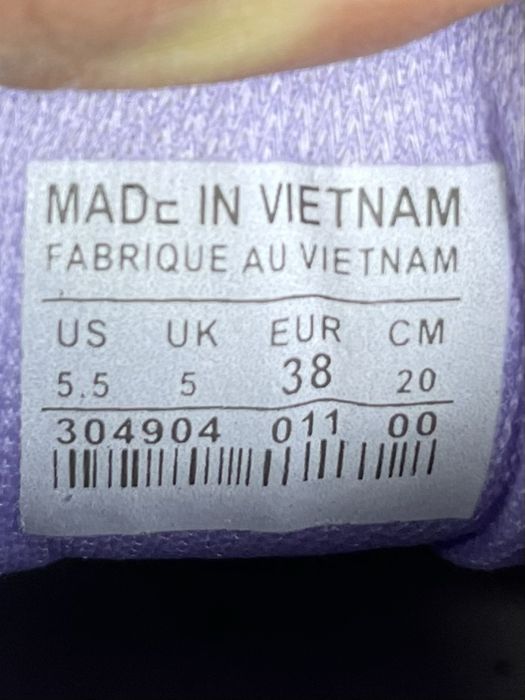 MADE IN VIETNAM
FABRIQUE AU VIETNAM
US UK EUR CM
5.5 5 38 20
304904 011 00